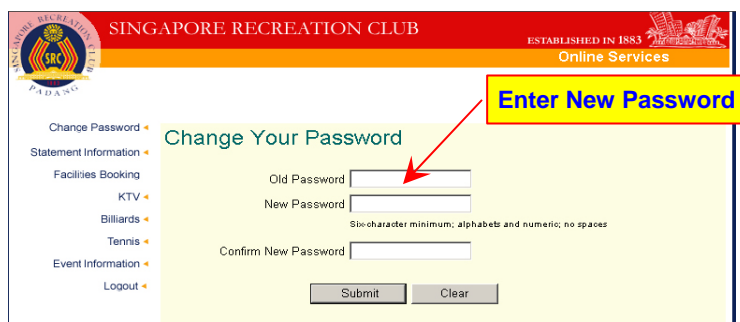 SINGAPORE RECREATION CLUB
ESTABLISHED IN 1883
Online Services
SINGAPORE RECREATION CLUB
SRC
PADANG
Enter New Password
Change Password
Statement Information
Facilities Booking
KTV
Billiards
Tennis
Event Information
Logout
Change Your Password
Old Password
New Password
Six-character minimum; alphabets and numeric; no spaces
Confirm New Password
Submit
Clear